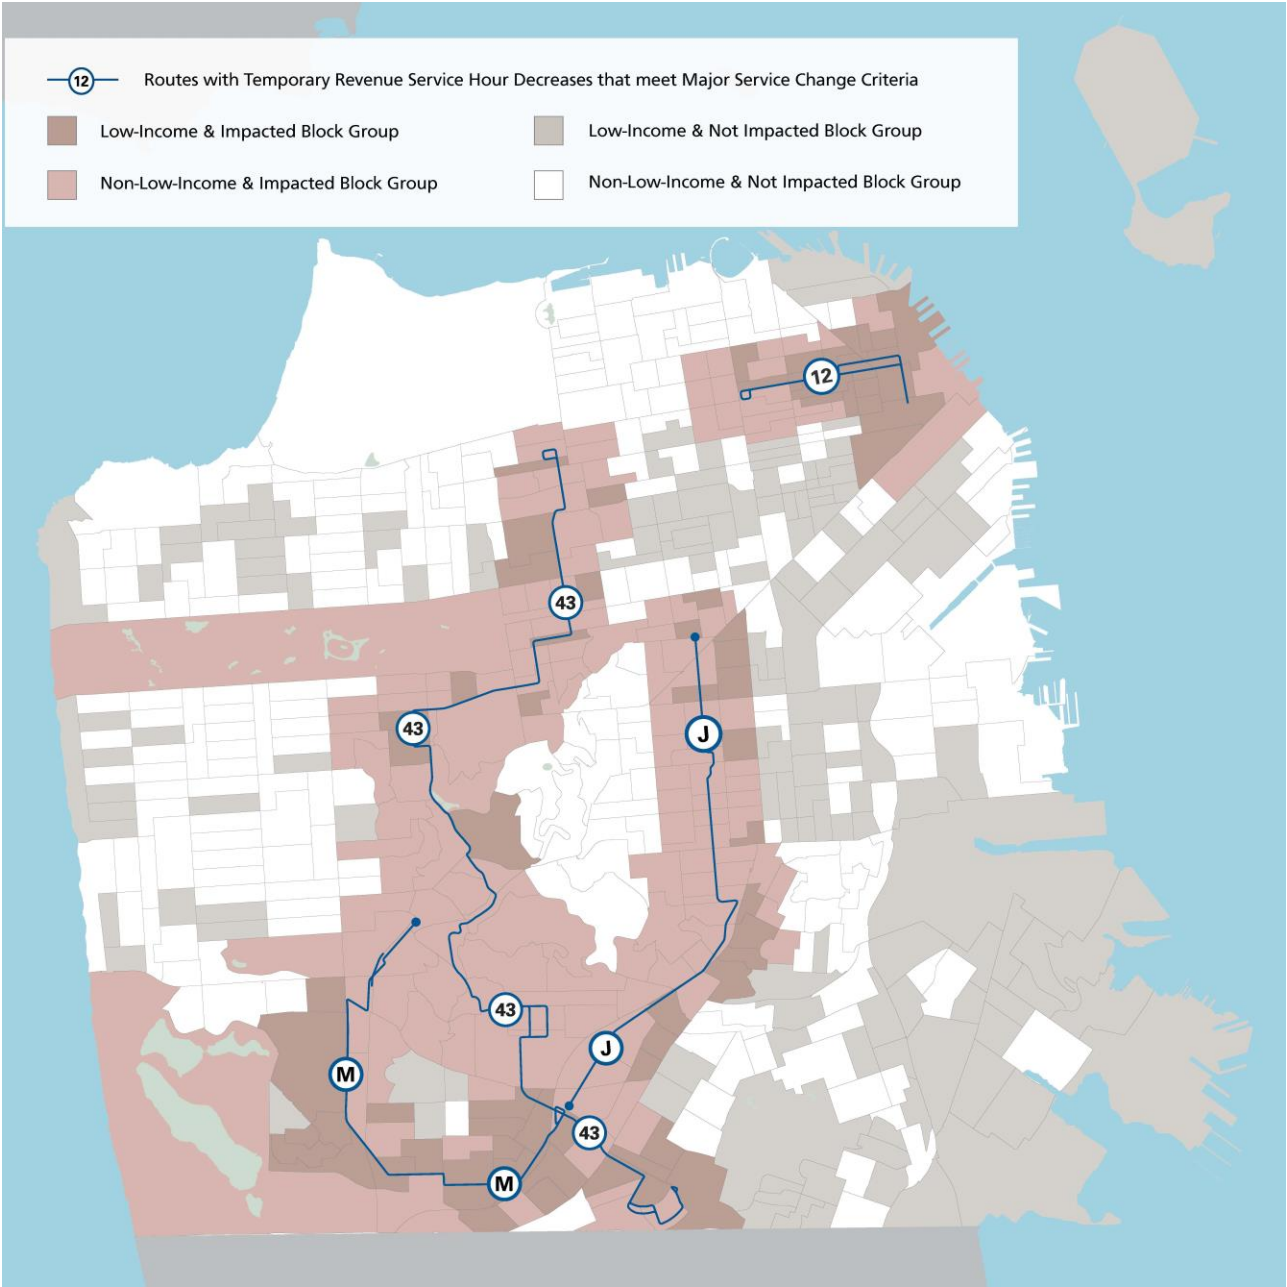 12 Routes with Temporary Revenue Service Hour Decreases that meet Major Service Change Criteria
Low-Income & Impacted Block Group
Low-Income & Not Impacted Block Group
Non-Low-Income & Impacted Block Group
Non-Low-Income & Not Impacted Block Group
12
43
43
J
43
J
M
43
M